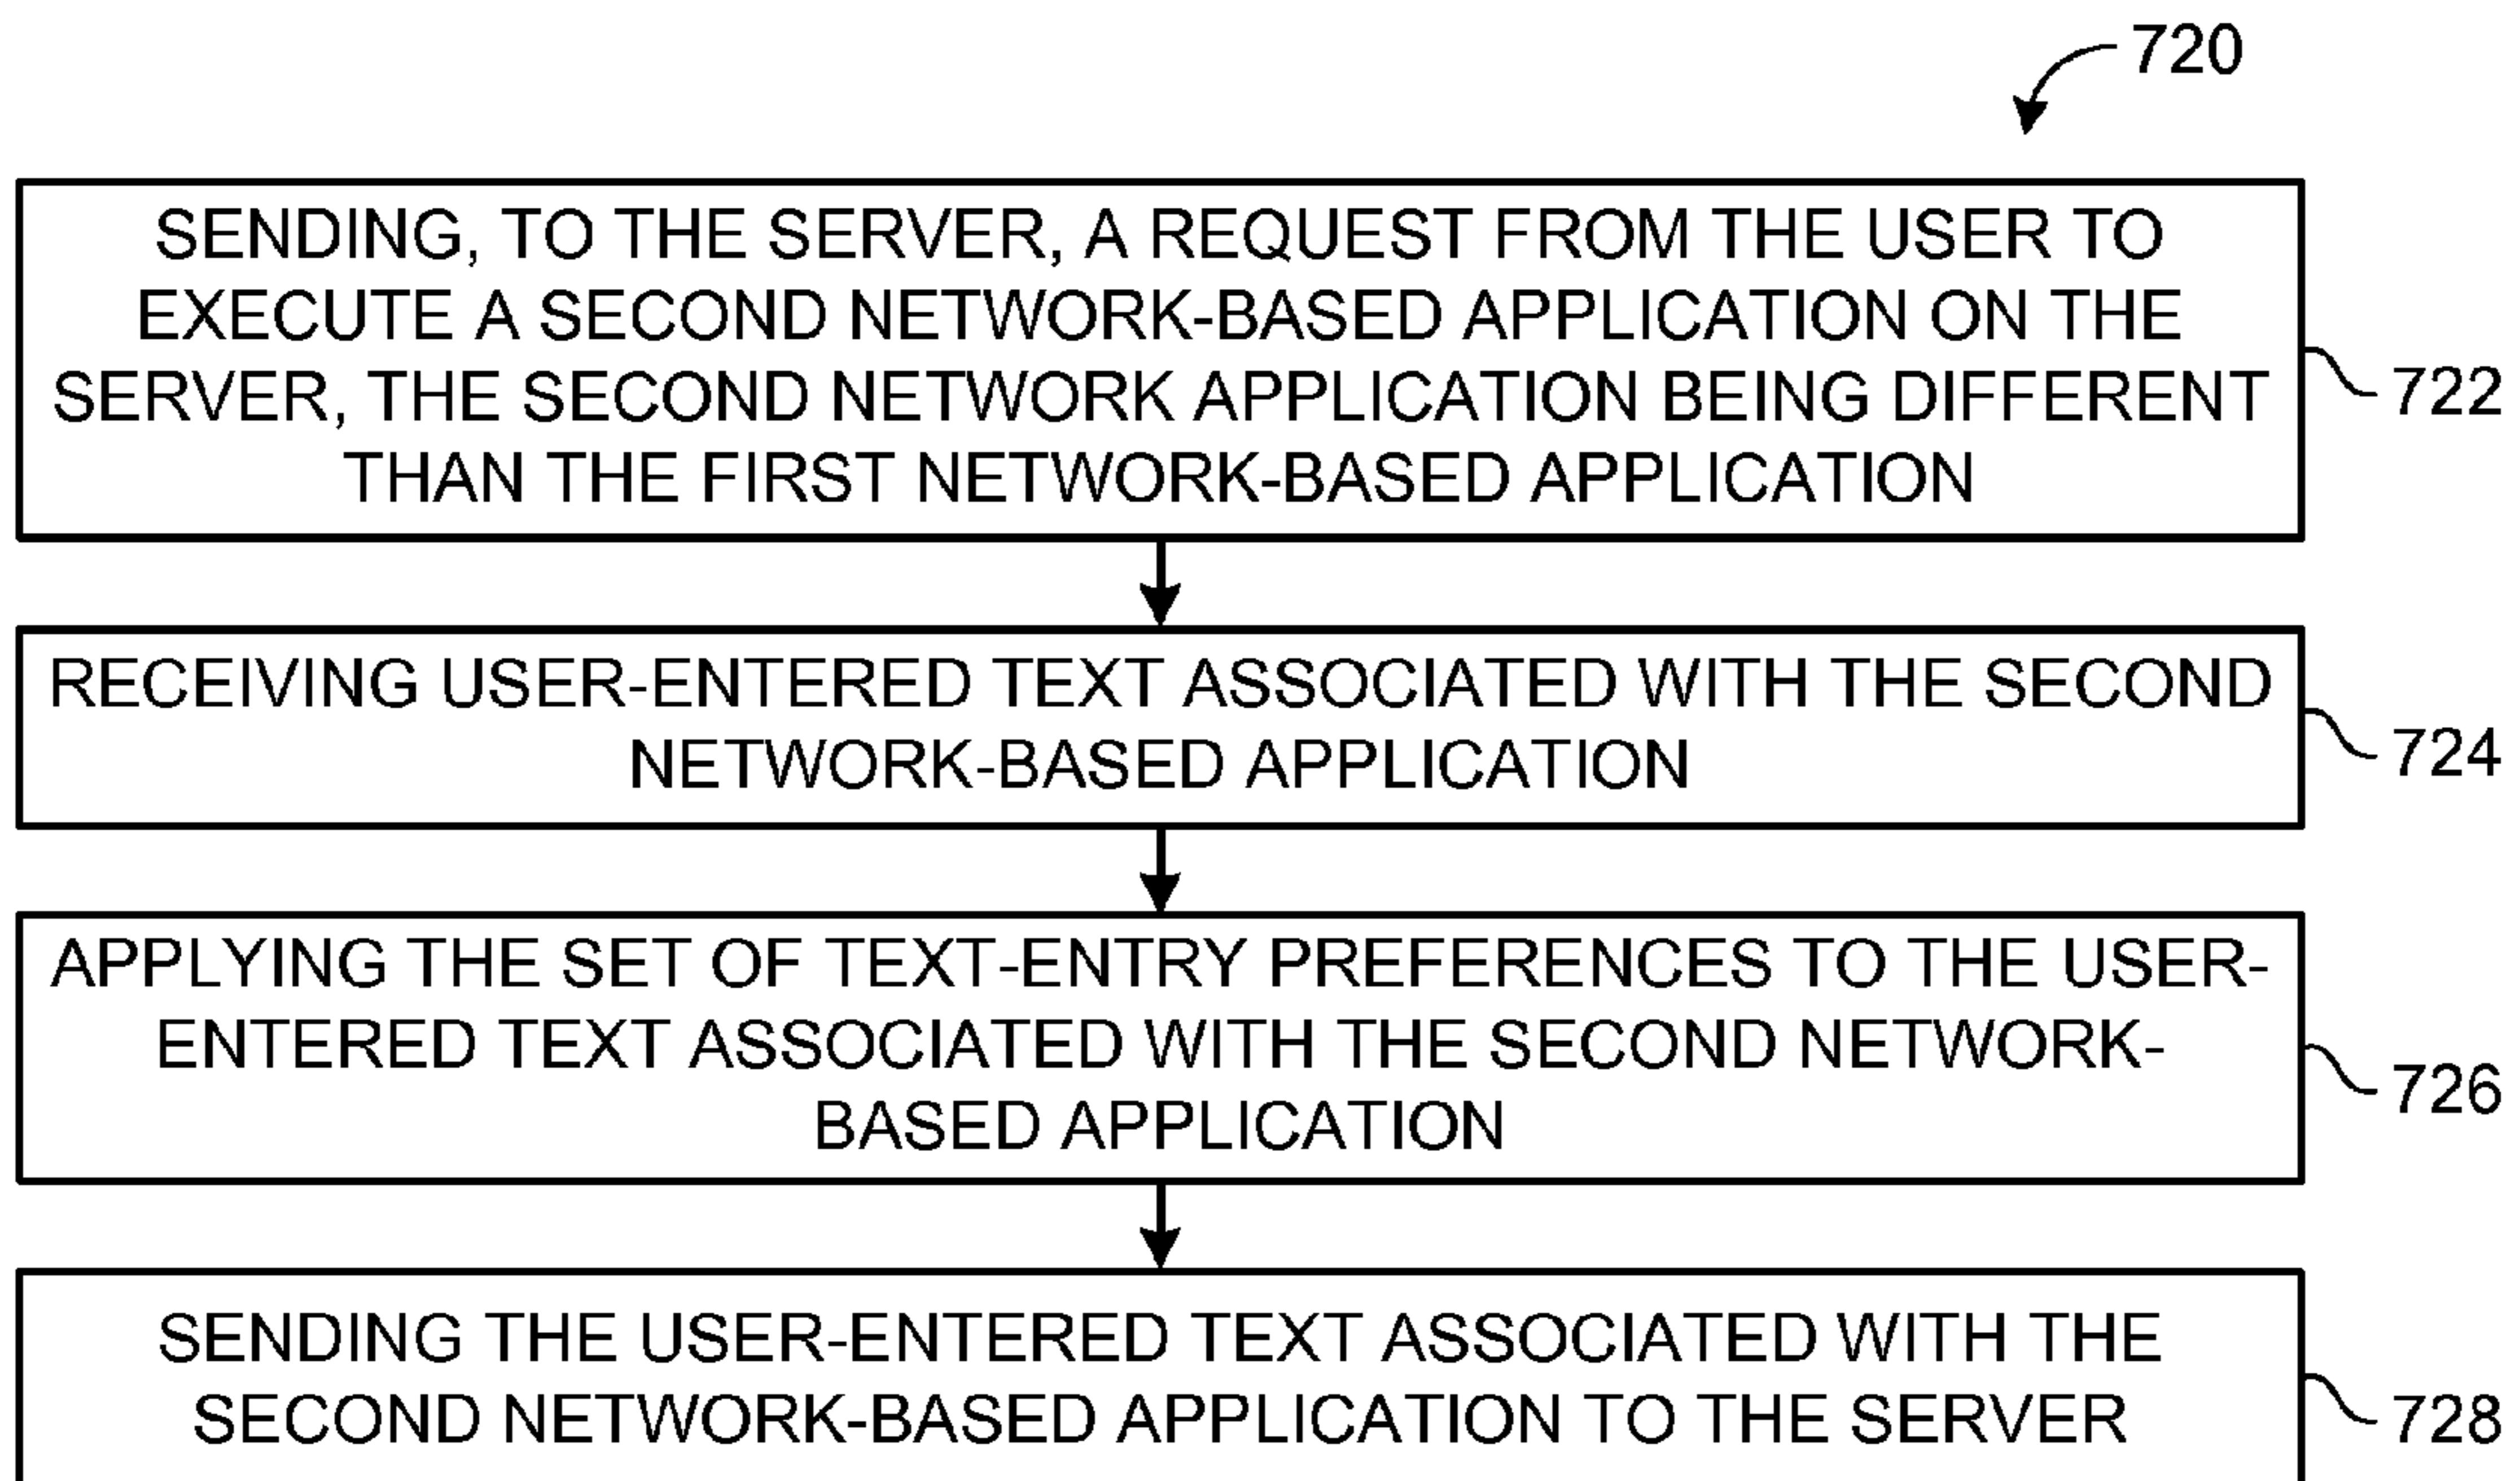 720
SENDING, TO THE SERVER, A REQUEST FROM THE USER TO
EXECUTE A SECOND NETWORK-BASED APPLICATION ON THE
SERVER, THE SECOND NETWORK APPLICATION BEING DIFFERENT
THAN THE FIRST NETWORK-BASED APPLICATION
722
RECEIVING USER-ENTERED TEXT ASSOCIATED WITH THE SECOND
NETWORK-BASED APPLICATION
724
APPLYING THE SET OF TEXT-ENTRY PREFERENCES TO THE USER-
ENTERED TEXT ASSOCIATED WITH THE SECOND NETWORK-
BASED APPLICATION
726
SENDING THE USER-ENTERED TEXT ASSOCIATED WITH THE
SECOND NETWORK-BASED APPLICATION TO THE SERVER
728